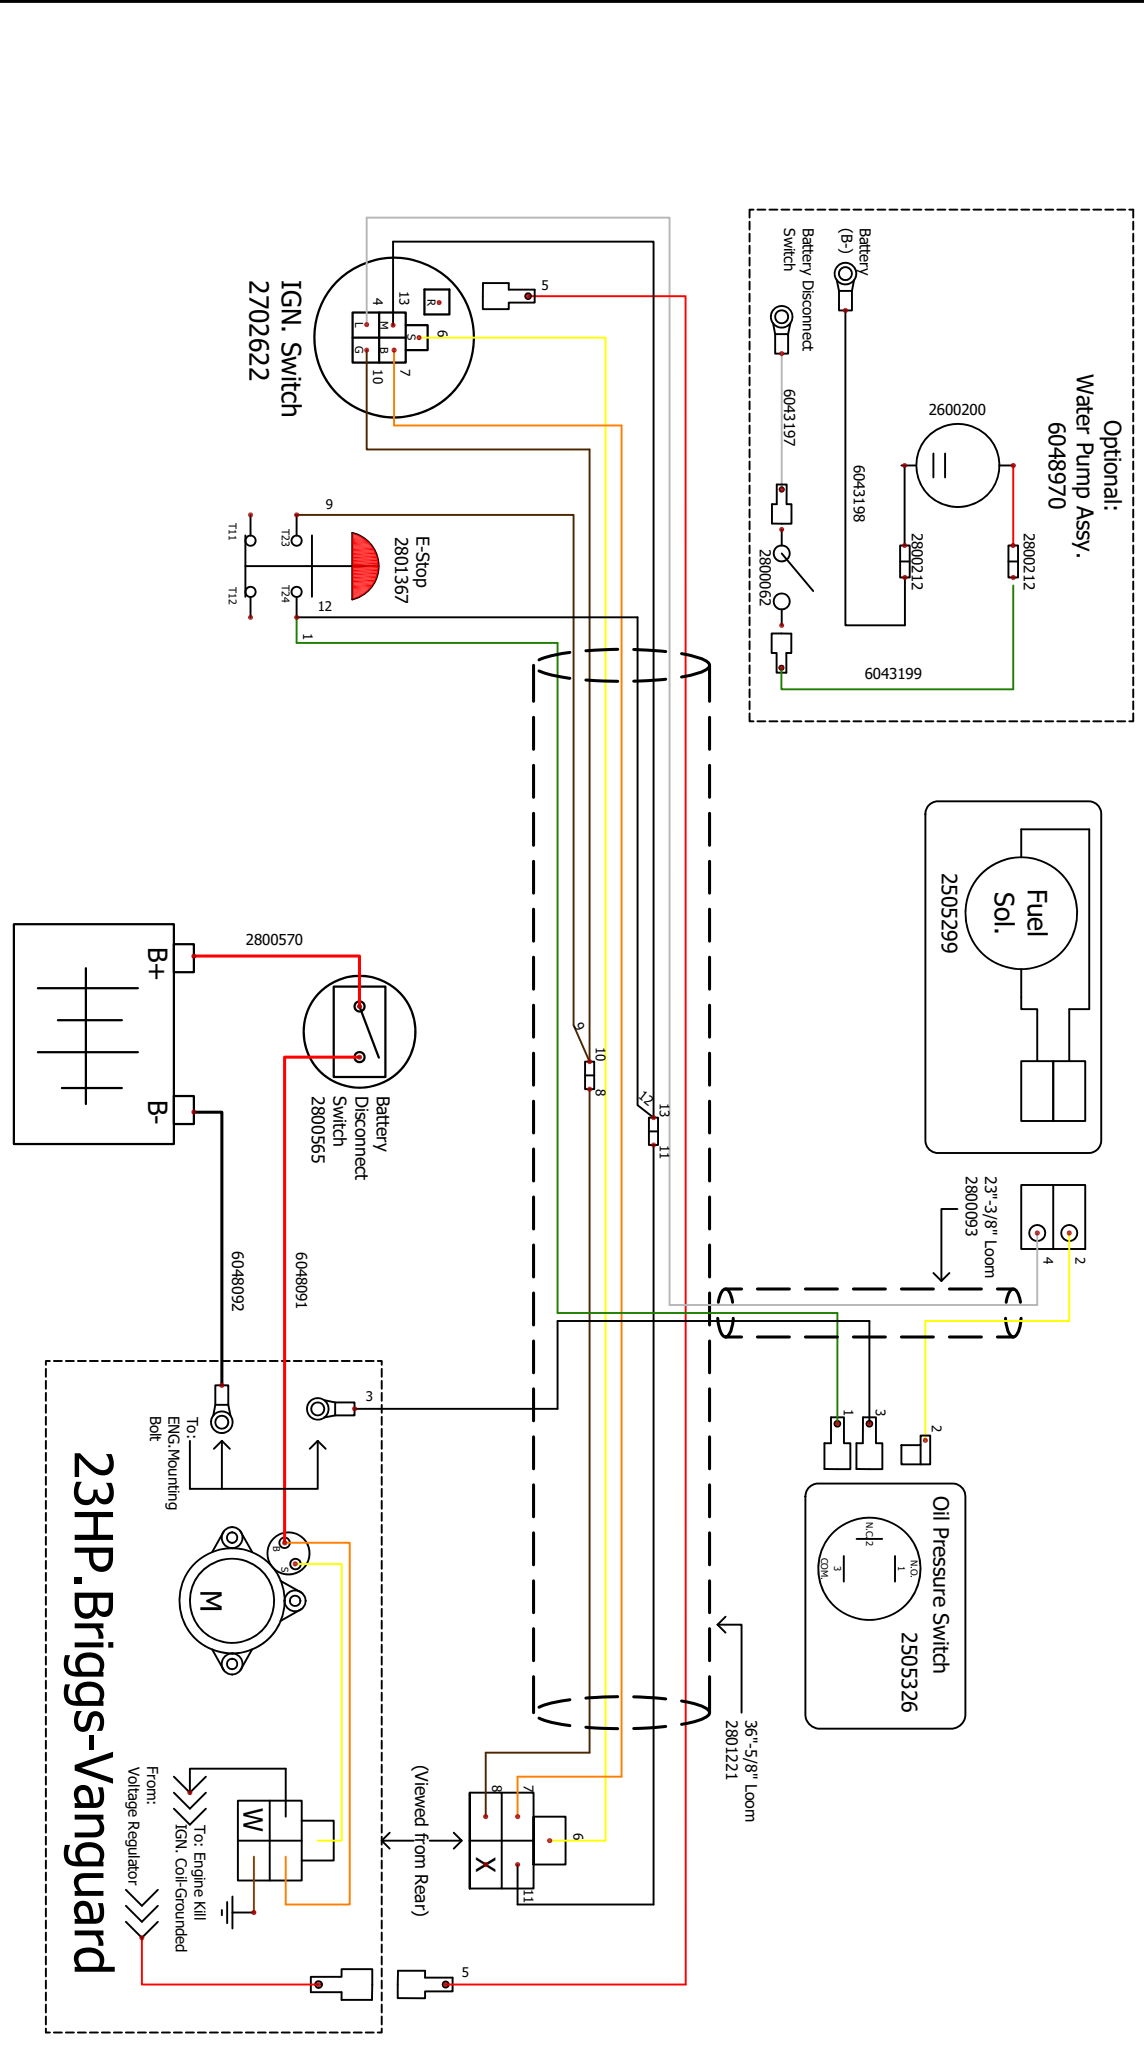 Optional:
Water Pump Assy.
6048970
Battery
(B-)
Battery Disconnect
Switch
2600200
6043197
6043198
2800212
2800212
2800062
6043199
IGN. Switch
2702622
R
L
M
S
G
B
4
13
6
7
10
5
E-Stop
2801367
T11
T23
T12
T24
9
12
1
Fuel
Sol.
2505299
B+
B-
2800570
Battery
Disconnect
Switch
2800565
9
10
8
12
13
11
23"-3/8" Loom
2800093
4
2
6048092
6048091
3
1
3
2
To:
ENG.Mounting
Bolt
Oil Pressure Switch
2505326
N.C.2
N.O.
1
3
COM.
B
S
M
23HP.Briggs-Vanguard
36"-5/8" Loom
2801221
From:
Voltage Regulator
To: Engine Kill
IGN. Coil-Grounded
W
(Viewed from Rear)
8
7
6
X
11
5